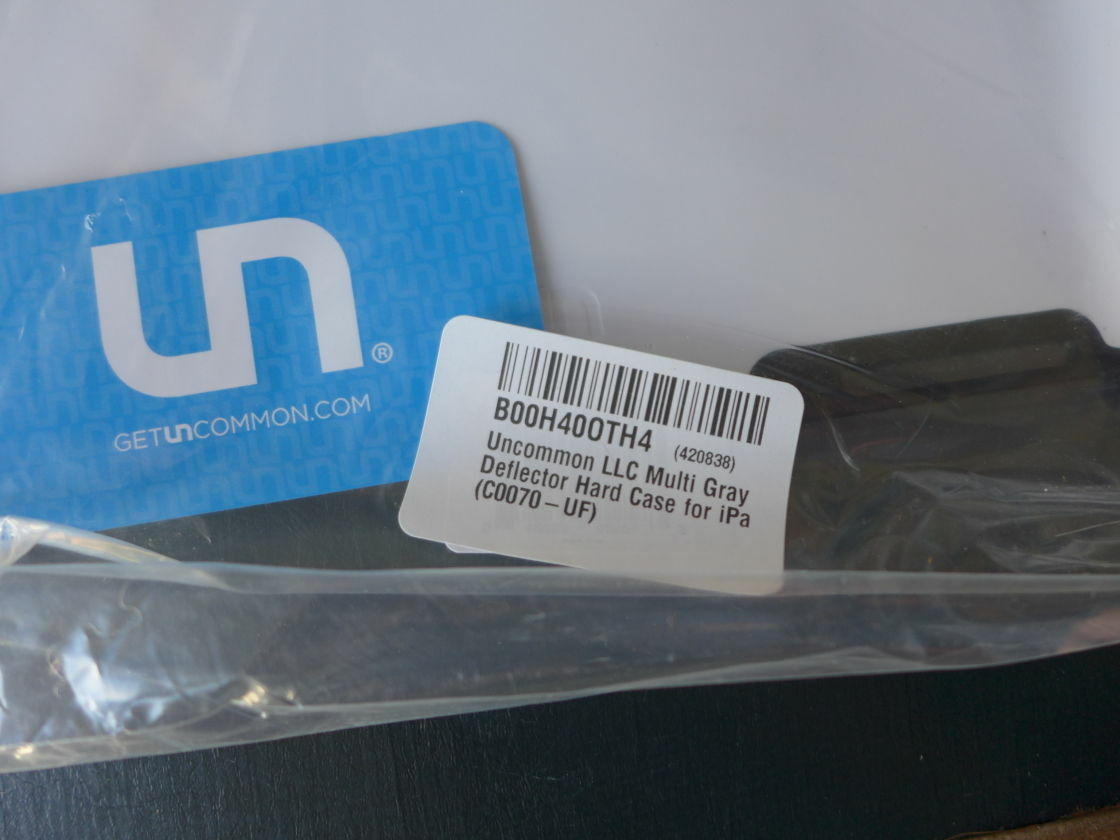 un®
GETunCOMMON.COM
B00H40OTH4 (420838)
Uncommon LLC Multi Gray
Deflector Hard Case for iPa
(C0070-UF)